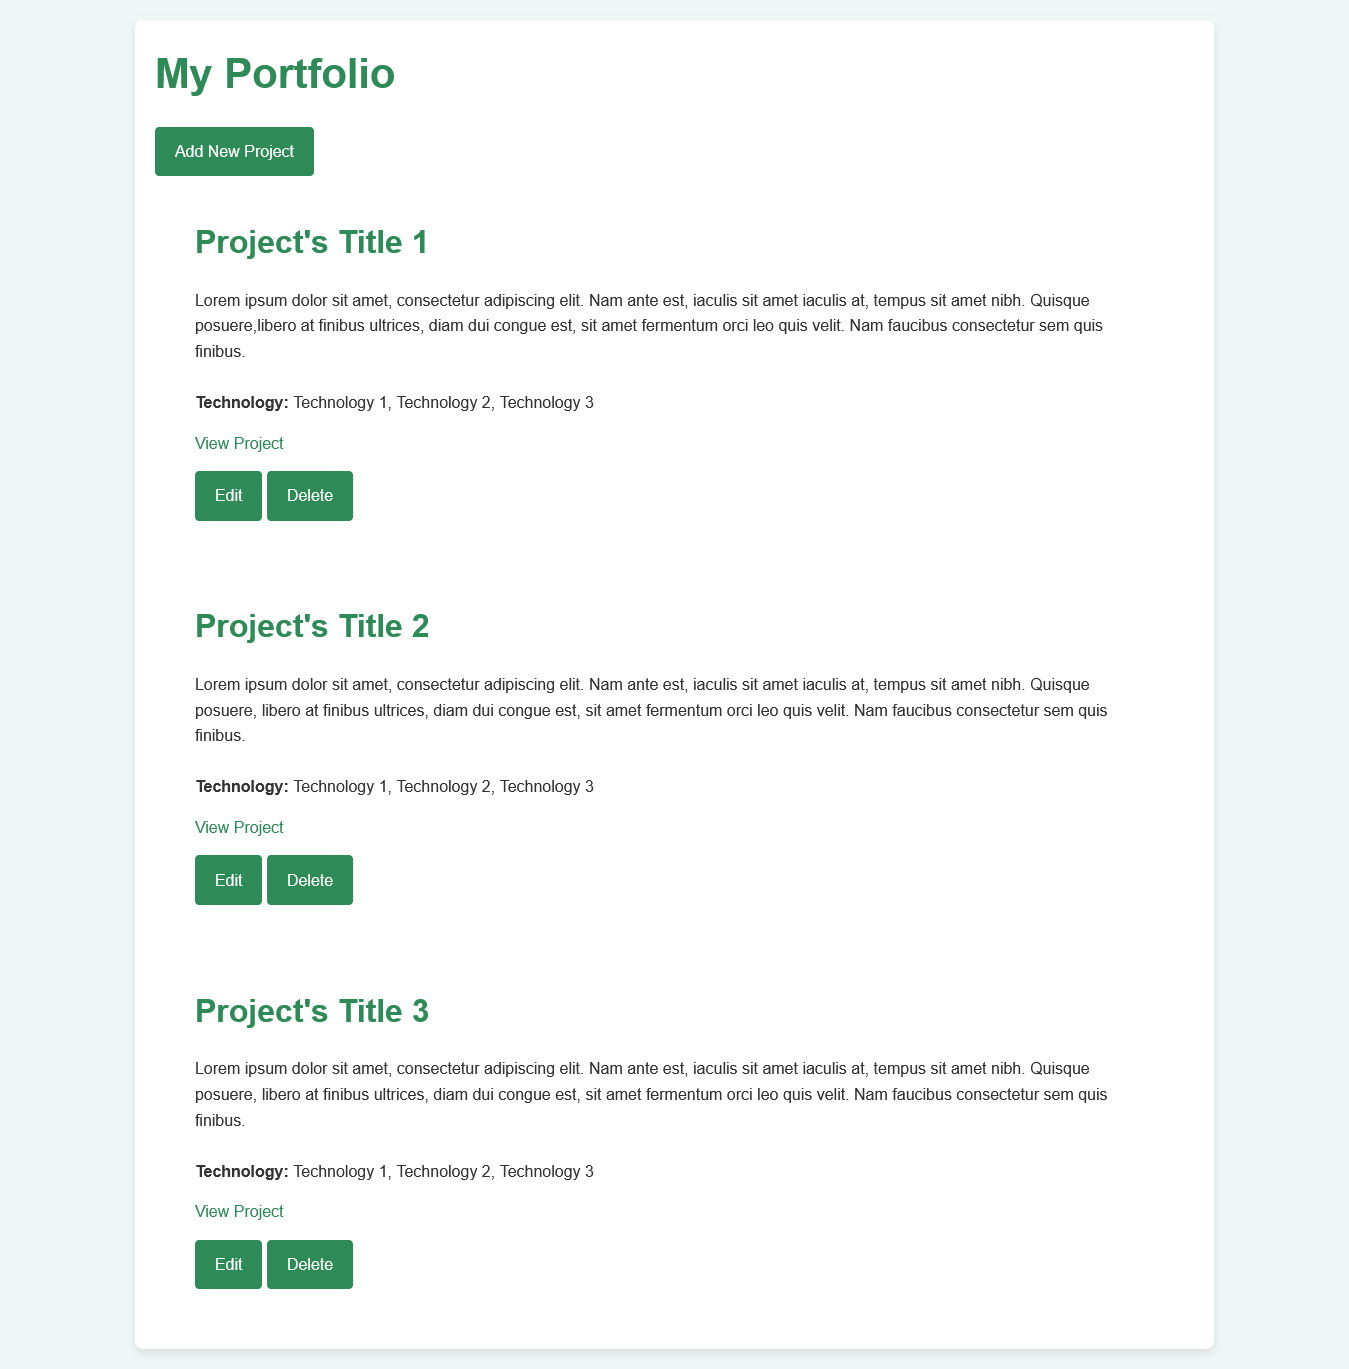 My Portfolio
Add New Project
Project's Title 1
Lorem ipsum dolor sit amet, consectetur adipiscing elit. Nam ante est, iaculis sit amet iaculis at, tempus sit amet nibh. Quisque
posuere,libero at finibus ultrices, diam dui congue est, sit amet fermentum orci leo quis velit. Nam faucibus consectetur sem quis
finibus.
Technology: Technology 1, Technology 2, Technology 3
View Project
Edit Delete
Project's Title 2
Lorem ipsum dolor sit amet, consectetur adipiscing elit. Nam ante est, iaculis sit amet iaculis at, tempus sit amet nibh. Quisque
posuere, libero at finibus ultrices, diam dui congue est, sit amet fermentum orci leo quis velit. Nam faucibus consectetur sem quis
finibus.
Technology: Technology 1, Technology 2, Technology 3
View Project
Edit Delete
Project's Title 3
Lorem ipsum dolor sit amet, consectetur adipiscing elit. Nam ante est, iaculis sit amet iaculis at, tempus sit amet nibh. Quisque
posuere, libero at finibus ultrices, diam dui congue est, sit amet fermentum orci leo quis velit. Nam faucibus consectetur sem quis
finibus.
Technology: Technology 1, Technology 2, Technology 3
View Project
Edit Delete